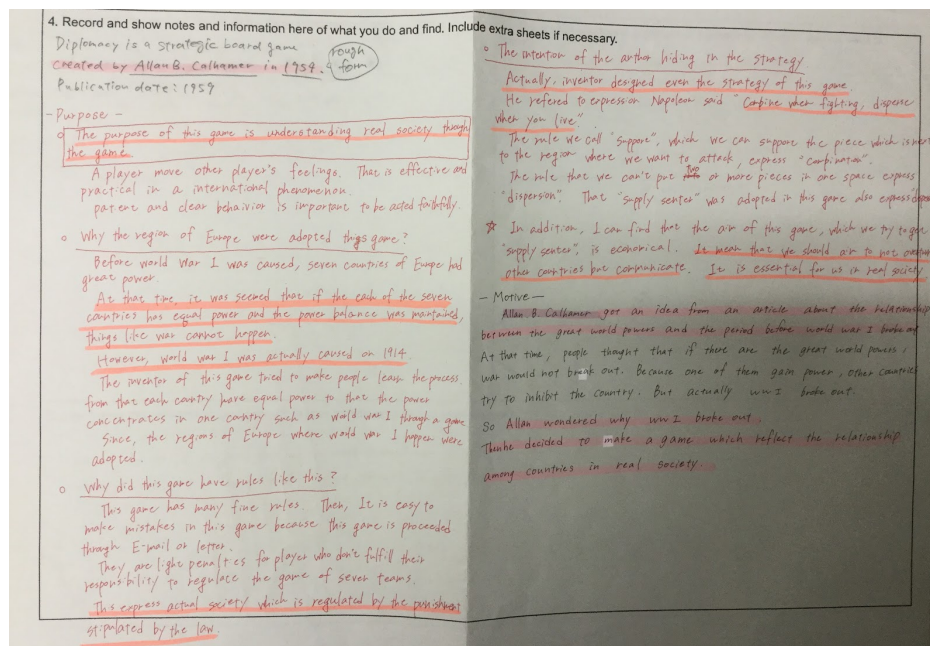 4. Record and show notes and information here of what you do and find. Include extra sheets if necessary.
Diplomacy is a strategic board game
created by Allan B. Calhamer in 1959.
rough
form
Publication date: 1959
- Purpose -
The purpose of this game is understanding real society through
the game.
A player move other player's feelings. That is effective and
practical in a international phenomenon.
patent and clear behaivior is important to be acted faithfully.
Why the region of Europe were adopted this game?
Before world war I was caused, seven countries of Europe had
great power.
At that time, it was seemed that if the each of the seven
countries has equal power and the power balance was maintained,
things like war cannot happen.
However, world war I was actually caused on 1914.
The inventor of this game tried to make people learn the process
from that each country have equal power to that the power
concentrates in one cantry such as world war I through a game
Since, the regions of Europe where world war I happen were
adopted.
Why did this game have rules like this?
This game has many fine rules. Then, It is easy to
make mistakes in this game because this game is proceeded
through E-mail or letter.
They are light penalties for player who don't fulfill their
responsibility to regulate the game of seven teams.
This express actual society which is regulated by the punishment
stipulated by the law.
The intention of the author hiding in the strategy
Actually, inventor designed even the strategy of this game.
He refered to expression Napoleon said "Combine when fighting, disperse
when you live".
The rule we call "Support", which we can support the piece which is next
to the region where we want to attack, express "combination".
The rule that we can't put two or more pieces in one space express
"dispersion". That "supply senter" was adopted in this game also express
☆ In addition, I can find that the aim of this game, which we try to get
"supply senter", is economical. It mean that we should aim to not
other countries but communicate. It is essential for us in real society
- Motive -
Allan. B. Calhamer got an idea from an article about the relationship
between the great world powers and the period before world war I broke out
At that time, people thought that if there are the great world powers,
war would not break out. Because one of them gain power, other countries
try to inhibit the country. But actually ww I broke out.
So Allan wondered why ww I broke out.
Then he decided to make a game which reflect the relationship
among countries in real society.